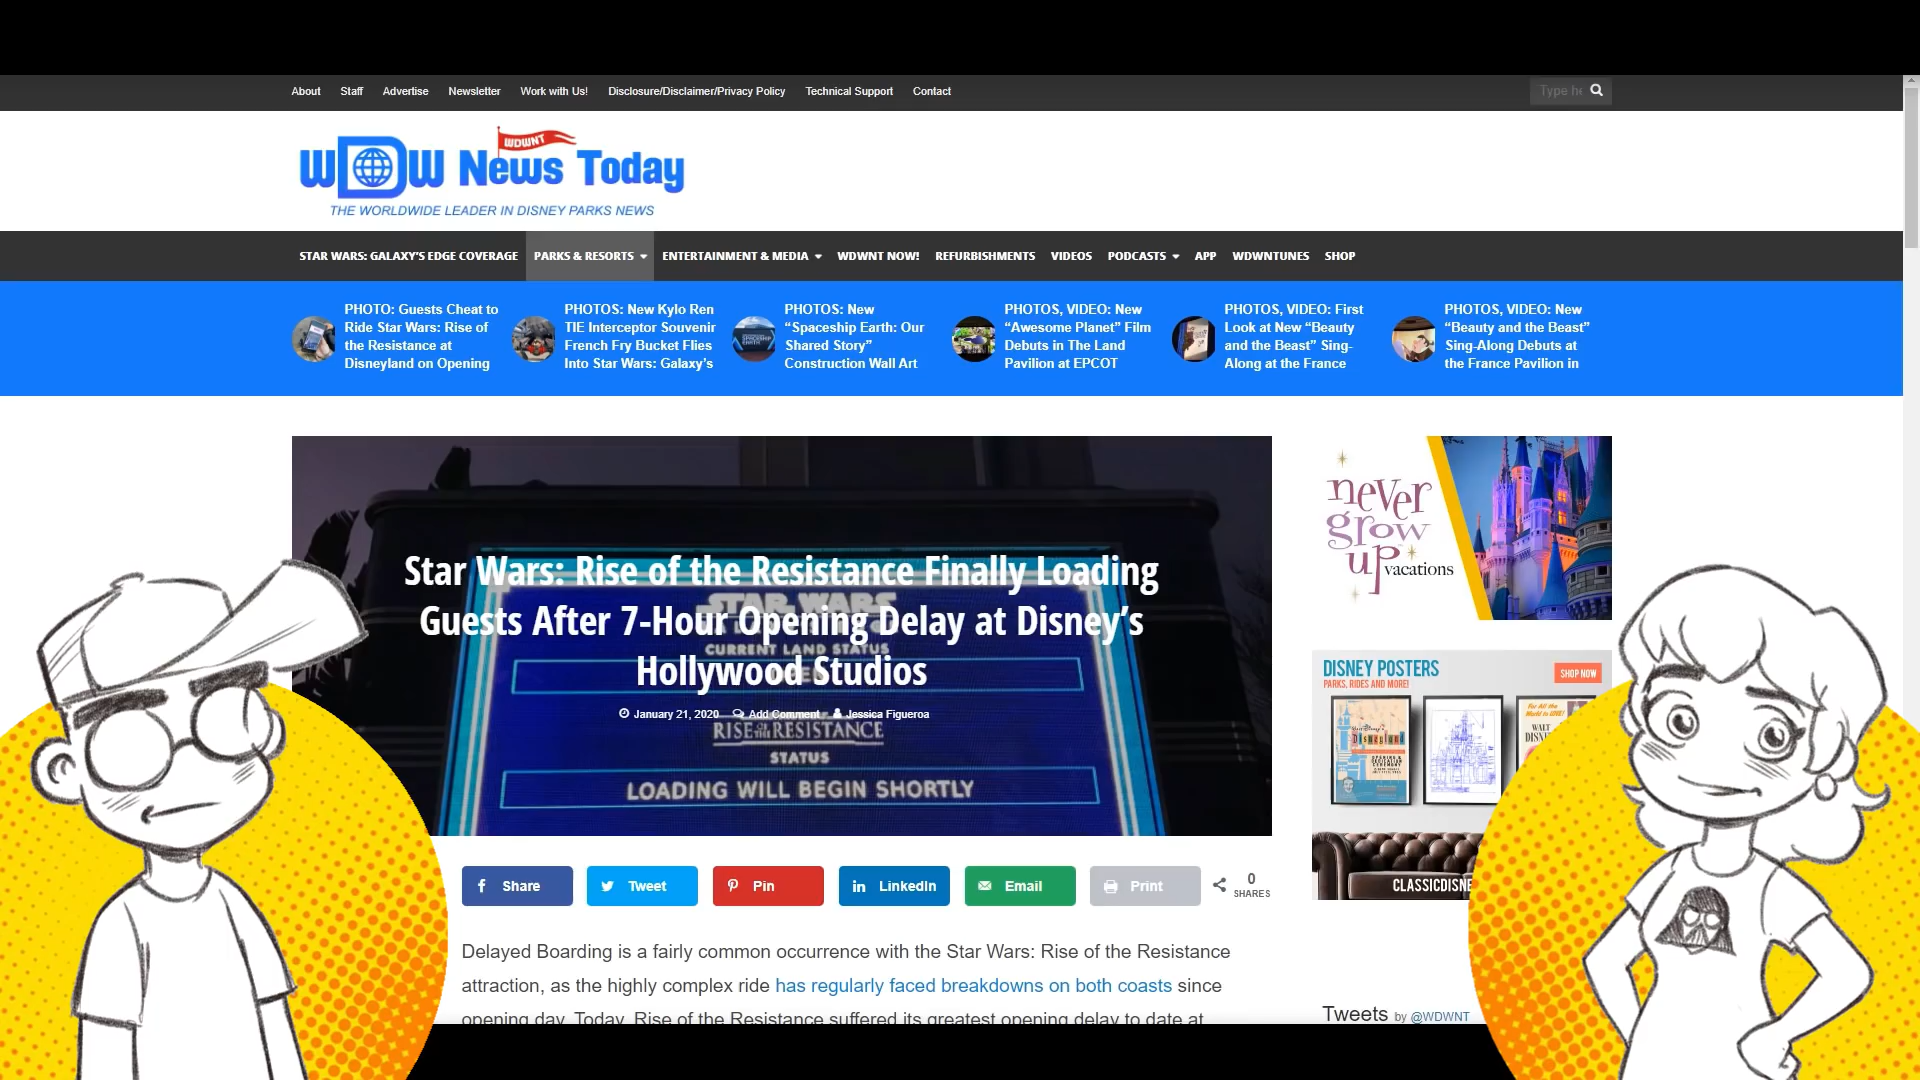 About Staff Advertise Newsletter Work with Us! Disclosure/Disclaimer/Privacy Policy Technical Support Contact
Type he
WDWNT
WDW News Today
THE WORLDWIDE LEADER IN DISNEY PARKS NEWS
STAR WARS: GALAXY'S EDGE COVERAGE PARKS & RESORTS ENTERTAINMENT & MEDIA WDWNT NOW! REFURBISHMENTS VIDEOS PODCASTS APP WDWNTUNES SHOP
PHOTO: Guests Cheat to
Ride Star Wars: Rise of
the Resistance at
Disneyland on Opening
PHOTOS: New Kylo Ren
TIE Interceptor Souvenir
French Fry Bucket Flies
Into Star Wars: Galaxy's
PHOTOS: New
“Spaceship Earth: Our
Shared Story”
Construction Wall Art
PHOTOS, VIDEO: New
“Awesome Planet” Film
Debuts in The Land
Pavilion at EPCOT
PHOTOS, VIDEO: First
Look at New “Beauty
and the Beast” Sing-
Along at the France
PHOTOS, VIDEO: New
“Beauty and the Beast”
Sing-Along Debuts at
the France Pavilion in
Star Wars: Rise of the Resistance Finally Loading
Guests After 7-Hour Opening Delay at Disney’s
Hollywood Studios
January 21, 2020 Add Comment Jessica Figueroa
STAR WARS
CURRENT LAND STATUS
RISE OF THE RESISTANCE
STATUS
LOADING WILL BEGIN SHORTLY
never
grow
up
vacations
DISNEY POSTERS
PARKS, RIDES AND MORE!
SHOP NOW
Disneyland
For All the
World to LOVE!
WALT
CLASSICDISNE
Share Tweet Pin LinkedIn Email Print 0
SHARES
Delayed Boarding is a fairly common occurrence with the Star Wars: Rise of the Resistance
attraction, as the highly complex ride has regularly faced breakdowns on both coasts since
opening day. Today, Rise of the Resistance suffered its greatest opening delay to date at
Tweets by @WDWNT